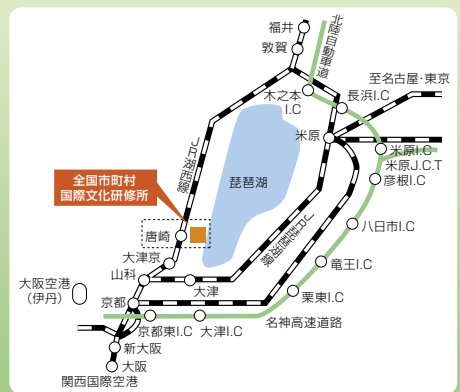 福井
敦賀
北陸自動車道
至名古屋・東京
木之本
I.C
長浜I.C
米原
JR湖西線
米原I.C
米原J.C.T
彦根I.C
全国市町村
国際文化研修所
琵琶湖
唐崎
八日市I.C
JR琵琶湖線
大津京
竜王I.C
山科
大津
大阪空港
(伊丹)
栗東I.C
京都
京都東I.C
大津I.C
名神高速道路
新大阪
大阪
関西国際空港